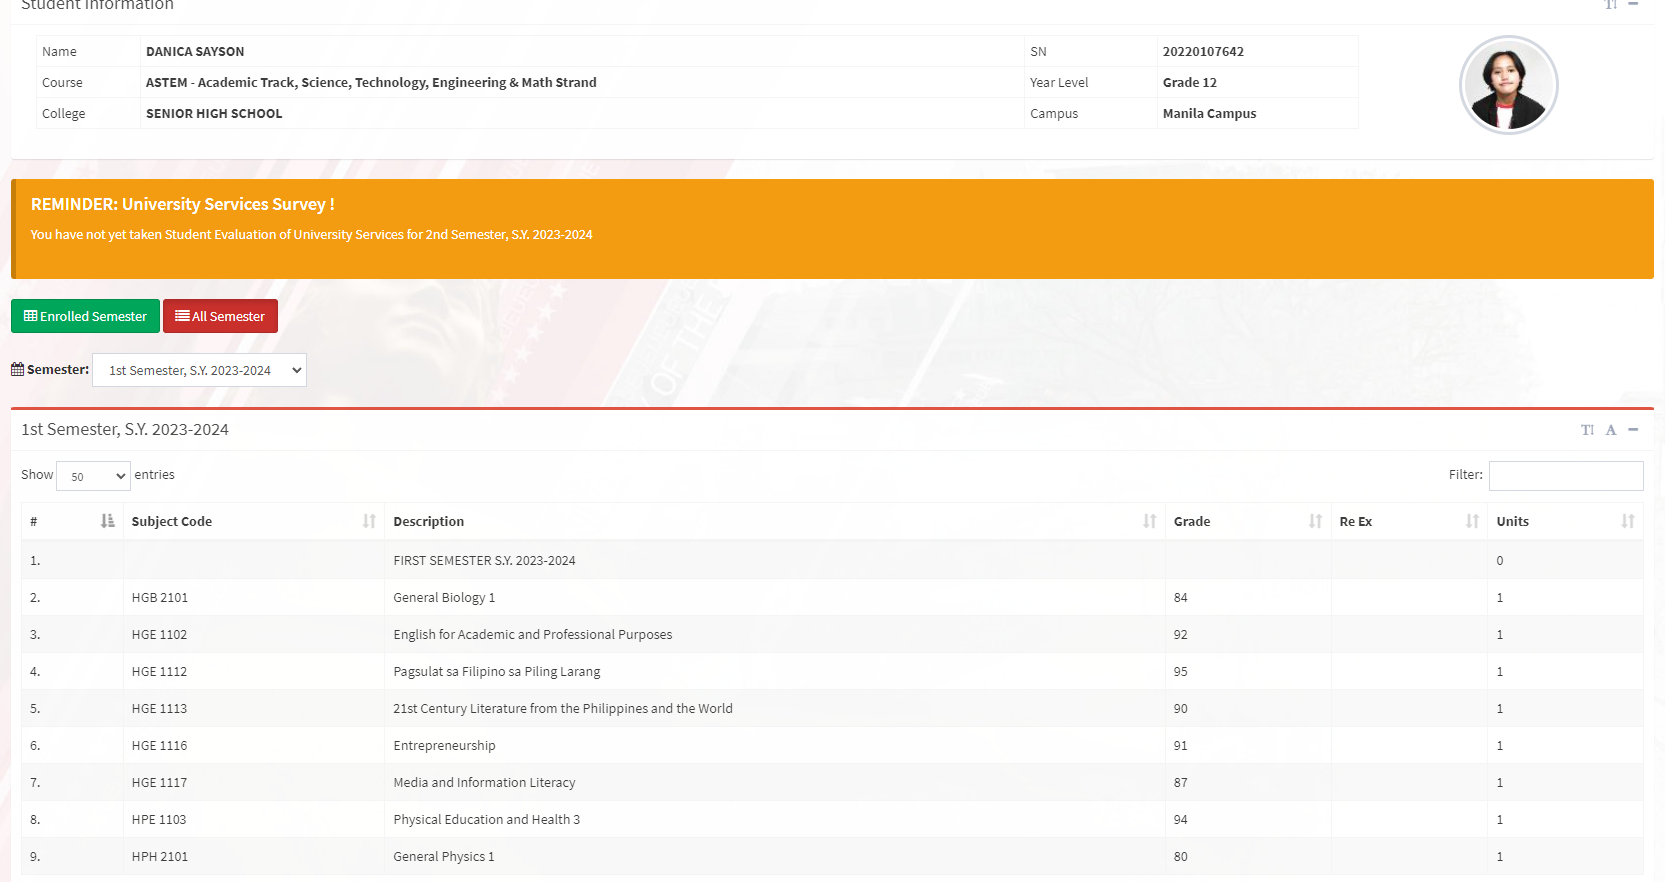 Student Information
Name DANICA SAYSON SN 20220107642
Course ASTEM - Academic Track, Science, Technology, Engineering & Math Strand Year Level Grade 12
College SENIOR HIGH SCHOOL Campus Manila Campus
REMINDER: University Services Survey !
You have not yet taken Student Evaluation of University Services for 2nd Semester, S.Y. 2023-2024
Enrolled Semester All Semester
Semester: 1st Semester, S.Y. 2023-2024
1st Semester, S.Y. 2023-2024
Show 50 entries Filter:
# Subject Code Description Grade Re Ex Units
1. FIRST SEMESTER S.Y. 2023-2024 0
2. HGB 2101 General Biology 1 84 1
3. HGE 1102 English for Academic and Professional Purposes 92 1
4. HGE 1112 Pagsulat sa Filipino sa Piling Larang 95 1
5. HGE 1113 21st Century Literature from the Philippines and the World 90 1
6. HGE 1116 Entrepreneurship 91 1
7. HGE 1117 Media and Information Literacy 87 1
8. HPE 1103 Physical Education and Health 3 94 1
9. HPH 2101 General Physics 1 80 1